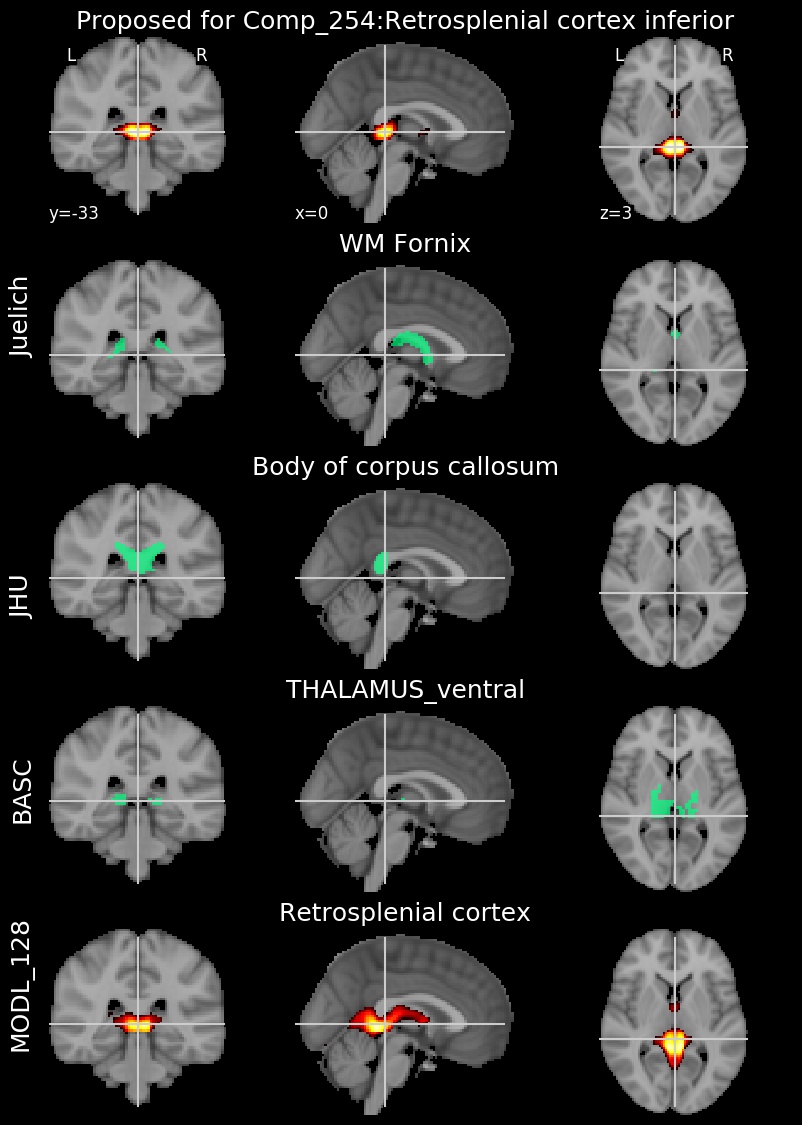 Proposed for Comp_254:Retrosplenial cortex inferior
L R L R
y=-33 x=0 z=3
WM Fornix
Juelich
Body of corpus callosum
JHU
THALAMUS_ventral
BASC
Retrosplenial cortex
MODL_128